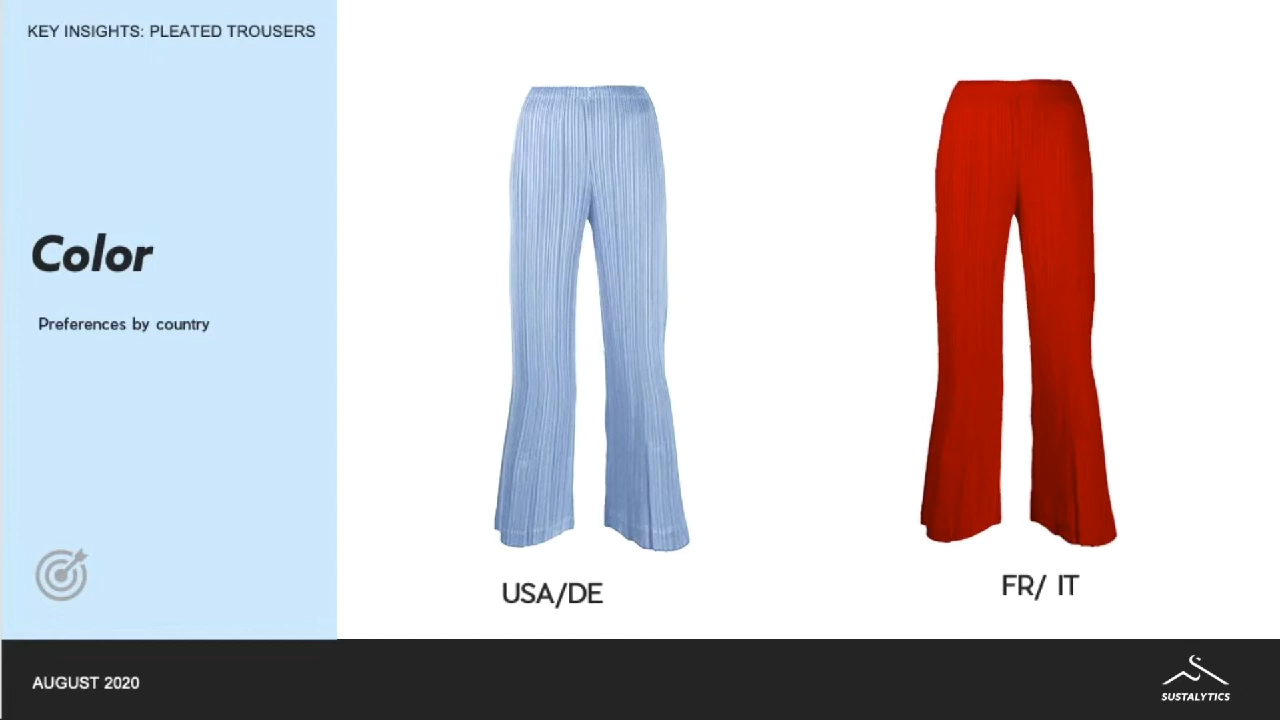 KEY INSIGHTS: PLEATED TROUSERS
Color
Preferences by country
USA/DE
FR/ IT
AUGUST 2020
SUSTALYTICS